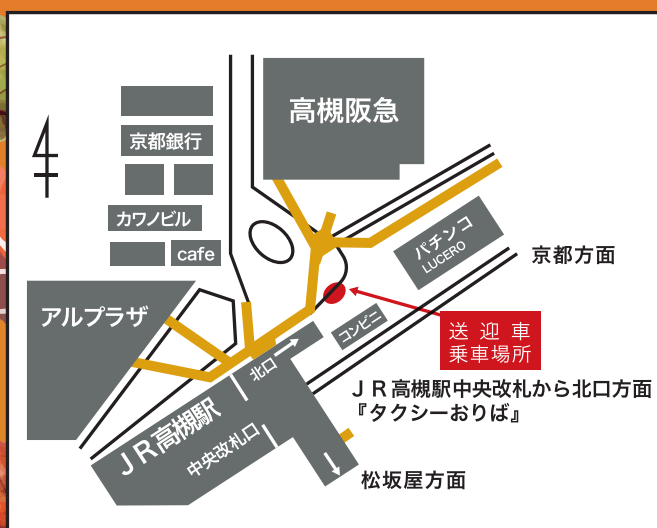 高槻阪急
京都銀行
カワノビル
cafe
アルプラザ
パチンコ
LUCERO
京都方面
送迎車
乗車場所
コンビニ
北口
JR高槻駅
中央改札口
JR高槻駅中央改札から北口方面
『タクシーおりば』
松坂屋方面